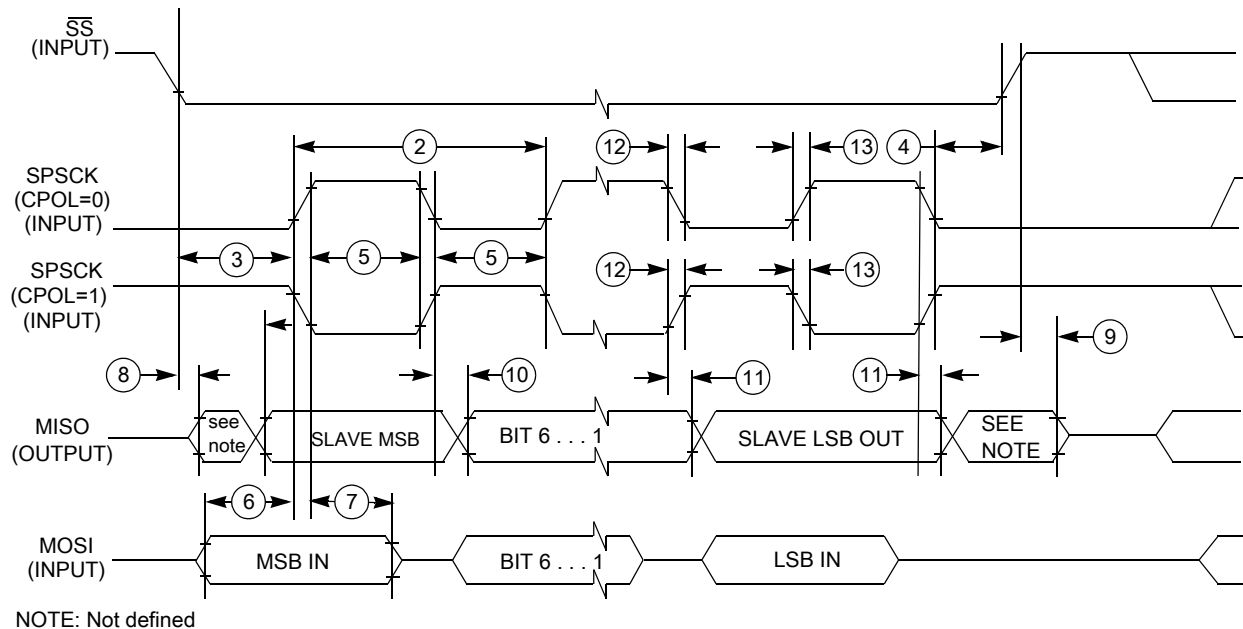 SS
(INPUT)
2
12
13
4
SPSCK
(CPOL=0)
(INPUT)
3
5
5
SPSCK
(CPOL=1)
(INPUT)
12
13
9
8
10
11
11
MISO
(OUTPUT)
see
note
SLAVE MSB
BIT 6 . . . 1
SLAVE LSB OUT
SEE
NOTE
6
7
MOSI
(INPUT)
MSB IN
BIT 6 . . . 1
LSB IN
NOTE: Not defined